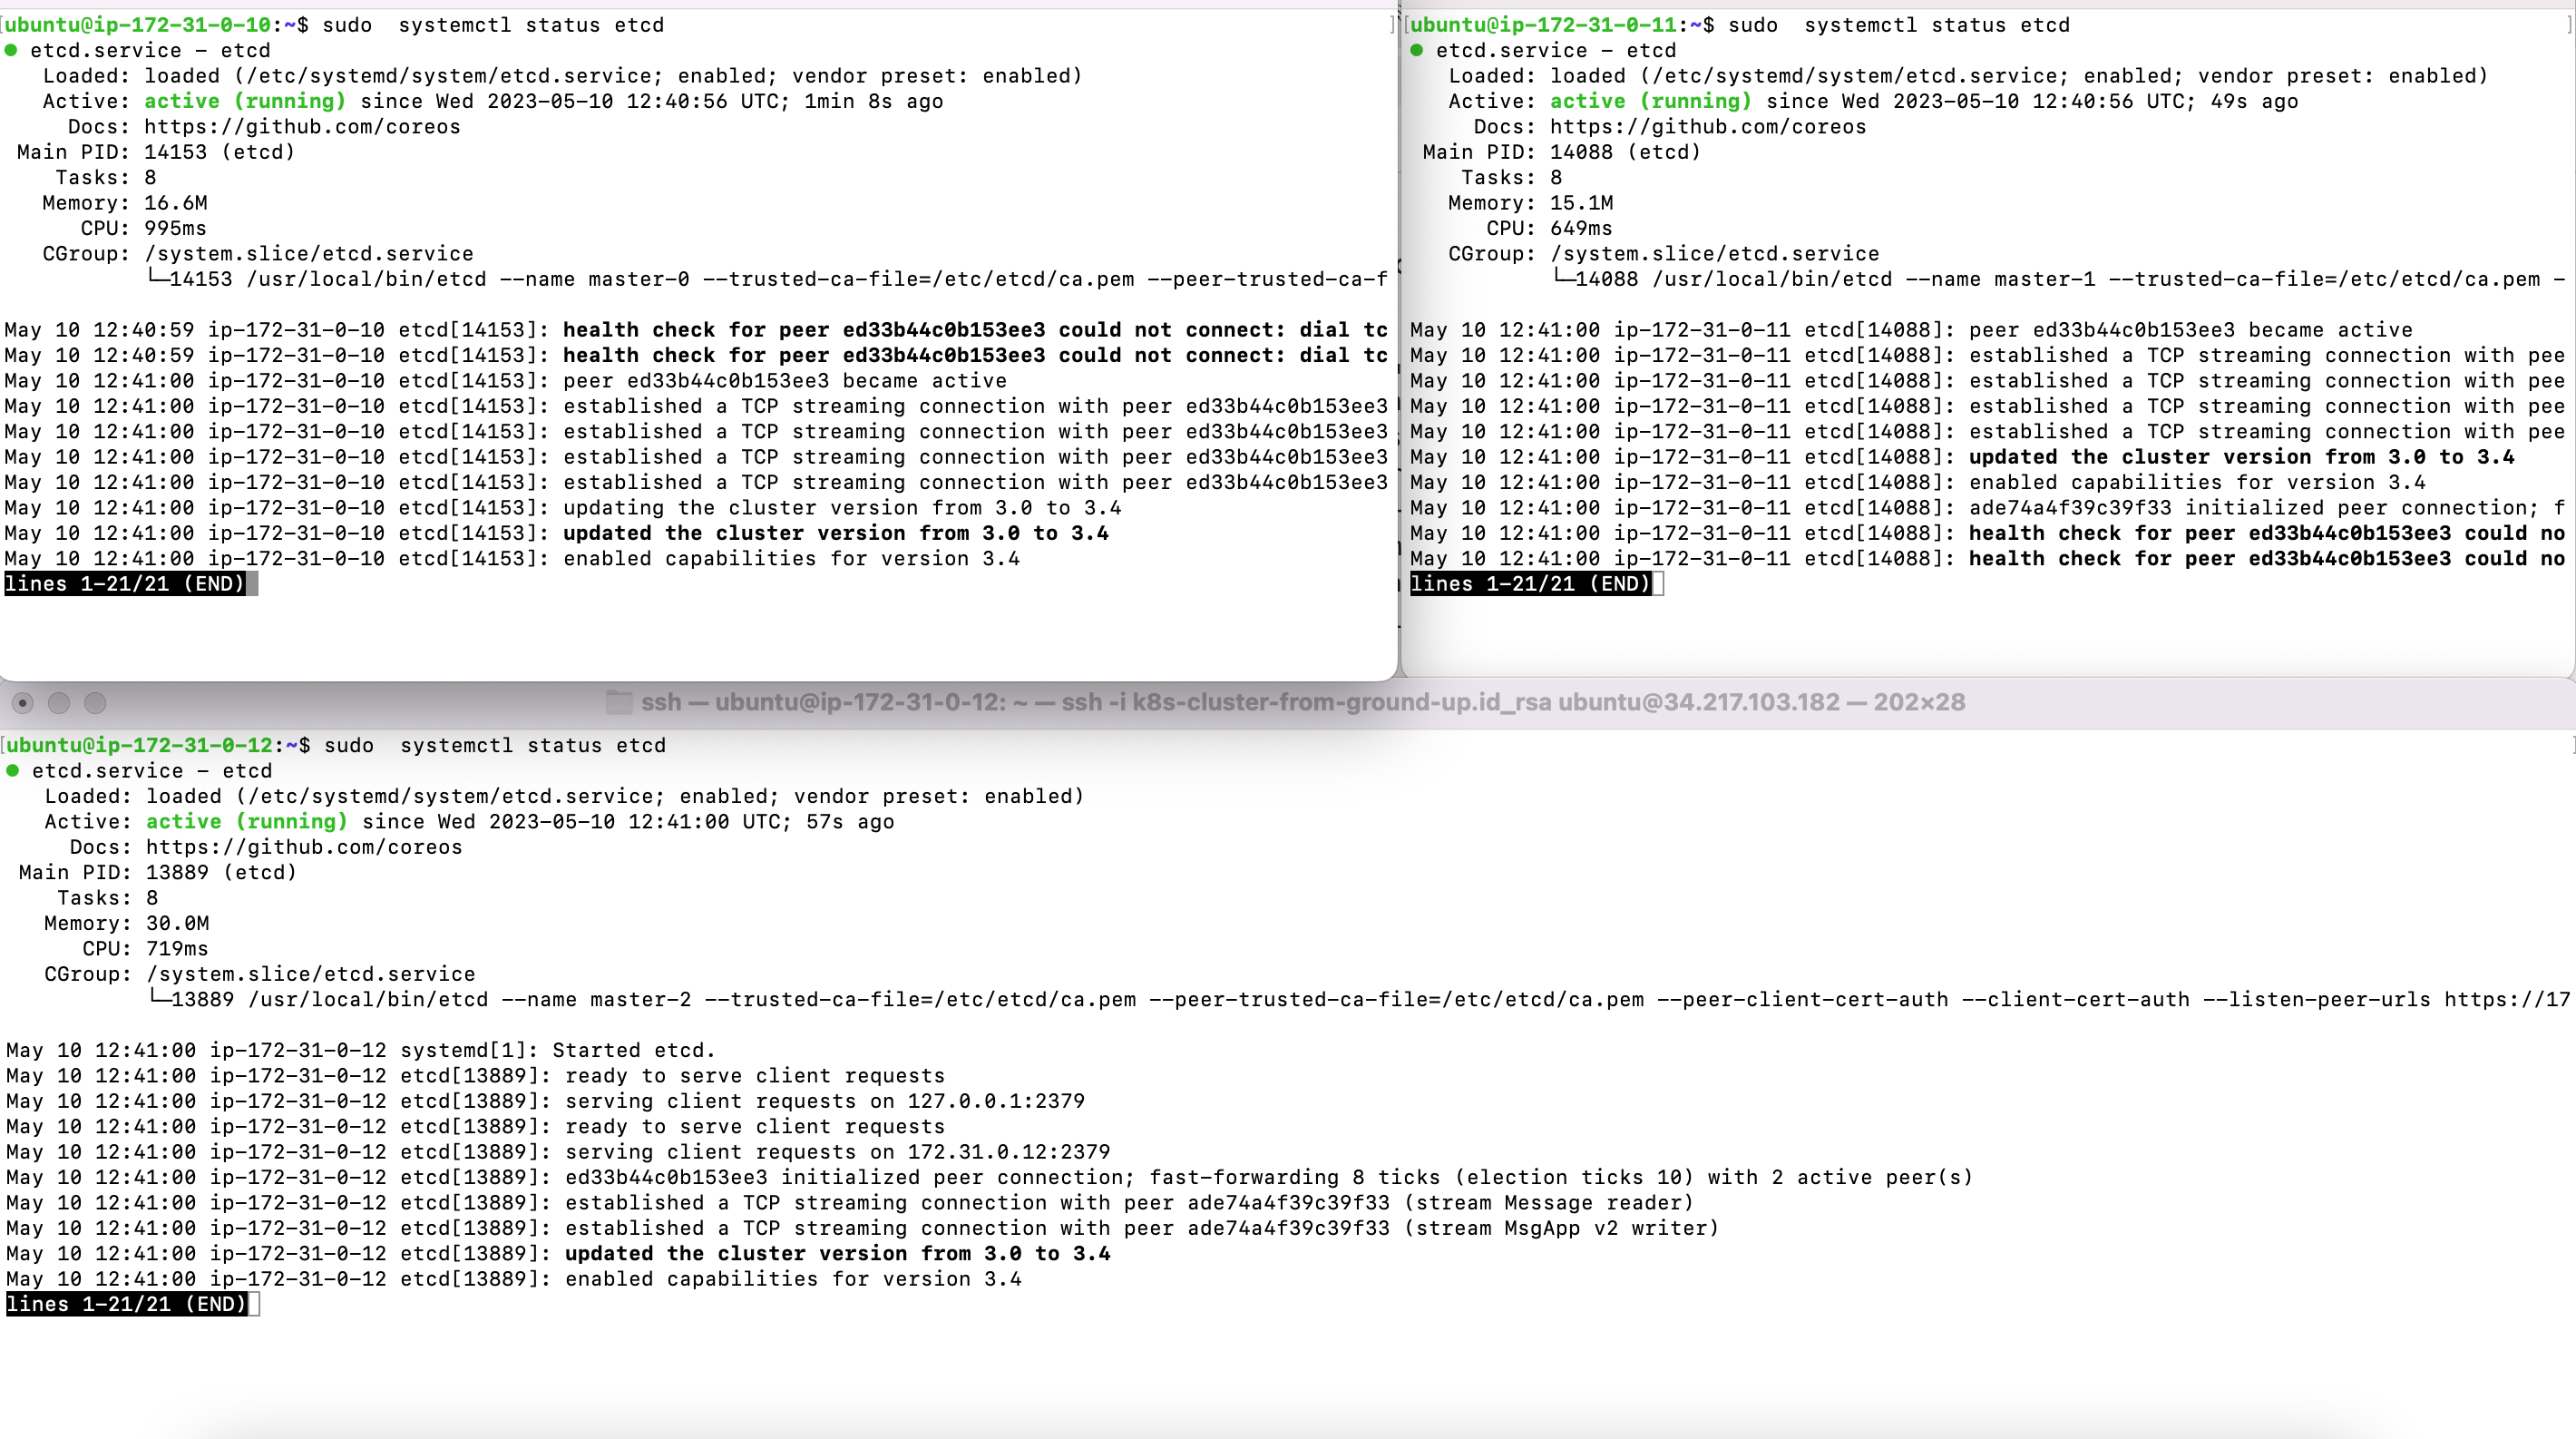 ubuntu@ip-172-31-0-10:~$ sudo  systemctl status etcd
● etcd.service – etcd
Loaded: loaded (/etc/systemd/system/etcd.service; enabled; vendor preset: enabled)
Active: active (running) since Wed 2023-05-10 12:40:56 UTC; 1min 8s ago
Docs: https://github.com/coreos
Main PID: 14153 (etcd)
Tasks: 8
Memory: 16.6M
CPU: 995ms
CGroup: /system.slice/etcd.service
└─14153 /usr/local/bin/etcd --name master-0 --trusted-ca-file=/etc/etcd/ca.pem --peer-trusted-ca-f
May 10 12:40:59 ip-172-31-0-10 etcd[14153]: health check for peer ed33b44c0b153ee3 could not connect: dial tc
May 10 12:40:59 ip-172-31-0-10 etcd[14153]: health check for peer ed33b44c0b153ee3 could not connect: dial tc
May 10 12:41:00 ip-172-31-0-10 etcd[14153]: peer ed33b44c0b153ee3 became active
May 10 12:41:00 ip-172-31-0-10 etcd[14153]: established a TCP streaming connection with peer ed33b44c0b153ee3
May 10 12:41:00 ip-172-31-0-10 etcd[14153]: established a TCP streaming connection with peer ed33b44c0b153ee3
May 10 12:41:00 ip-172-31-0-10 etcd[14153]: established a TCP streaming connection with peer ed33b44c0b153ee3
May 10 12:41:00 ip-172-31-0-10 etcd[14153]: established a TCP streaming connection with peer ed33b44c0b153ee3
May 10 12:41:00 ip-172-31-0-10 etcd[14153]: updating the cluster version from 3.0 to 3.4
May 10 12:41:00 ip-172-31-0-10 etcd[14153]: updated the cluster version from 3.0 to 3.4
May 10 12:41:00 ip-172-31-0-10 etcd[14153]: enabled capabilities for version 3.4
lines 1-21/21 (END)
ubuntu@ip-172-31-0-11:~$ sudo  systemctl status etcd
● etcd.service – etcd
Loaded: loaded (/etc/systemd/system/etcd.service; enabled; vendor preset: enabled)
Active: active (running) since Wed 2023-05-10 12:40:56 UTC; 49s ago
Docs: https://github.com/coreos
Main PID: 14088 (etcd)
Tasks: 8
Memory: 15.1M
CPU: 649ms
CGroup: /system.slice/etcd.service
└─14088 /usr/local/bin/etcd --name master-1 --trusted-ca-file=/etc/etcd/ca.pem -
May 10 12:41:00 ip-172-31-0-11 etcd[14088]: peer ed33b44c0b153ee3 became active
May 10 12:41:00 ip-172-31-0-11 etcd[14088]: established a TCP streaming connection with pee
May 10 12:41:00 ip-172-31-0-11 etcd[14088]: established a TCP streaming connection with pee
May 10 12:41:00 ip-172-31-0-11 etcd[14088]: established a TCP streaming connection with pee
May 10 12:41:00 ip-172-31-0-11 etcd[14088]: established a TCP streaming connection with pee
May 10 12:41:00 ip-172-31-0-11 etcd[14088]: updated the cluster version from 3.0 to 3.4
May 10 12:41:00 ip-172-31-0-11 etcd[14088]: enabled capabilities for version 3.4
May 10 12:41:00 ip-172-31-0-11 etcd[14088]: ade74a4f39c39f33 initialized peer connection; f
May 10 12:41:00 ip-172-31-0-11 etcd[14088]: health check for peer ed33b44c0b153ee3 could no
May 10 12:41:00 ip-172-31-0-11 etcd[14088]: health check for peer ed33b44c0b153ee3 could no
lines 1-21/21 (END)
ssh — ubuntu@ip-172-31-0-12: ~ — ssh -i k8s-cluster-from-ground-up.id_rsa ubuntu@34.217.103.182 — 202×28
ubuntu@ip-172-31-0-12:~$ sudo  systemctl status etcd
● etcd.service – etcd
Loaded: loaded (/etc/systemd/system/etcd.service; enabled; vendor preset: enabled)
Active: active (running) since Wed 2023-05-10 12:41:00 UTC; 57s ago
Docs: https://github.com/coreos
Main PID: 13889 (etcd)
Tasks: 8
Memory: 30.0M
CPU: 719ms
CGroup: /system.slice/etcd.service
└─13889 /usr/local/bin/etcd --name master-2 --trusted-ca-file=/etc/etcd/ca.pem --peer-trusted-ca-file=/etc/etcd/ca.pem --peer-client-cert-auth --client-cert-auth --listen-peer-urls https://17
May 10 12:41:00 ip-172-31-0-12 systemd[1]: Started etcd.
May 10 12:41:00 ip-172-31-0-12 etcd[13889]: ready to serve client requests
May 10 12:41:00 ip-172-31-0-12 etcd[13889]: serving client requests on 127.0.0.1:2379
May 10 12:41:00 ip-172-31-0-12 etcd[13889]: ready to serve client requests
May 10 12:41:00 ip-172-31-0-12 etcd[13889]: serving client requests on 172.31.0.12:2379
May 10 12:41:00 ip-172-31-0-12 etcd[13889]: ed33b44c0b153ee3 initialized peer connection; fast-forwarding 8 ticks (election ticks 10) with 2 active peer(s)
May 10 12:41:00 ip-172-31-0-12 etcd[13889]: established a TCP streaming connection with peer ade74a4f39c39f33 (stream Message reader)
May 10 12:41:00 ip-172-31-0-12 etcd[13889]: established a TCP streaming connection with peer ade74a4f39c39f33 (stream MsgApp v2 writer)
May 10 12:41:00 ip-172-31-0-12 etcd[13889]: updated the cluster version from 3.0 to 3.4
May 10 12:41:00 ip-172-31-0-12 etcd[13889]: enabled capabilities for version 3.4
lines 1-21/21 (END)